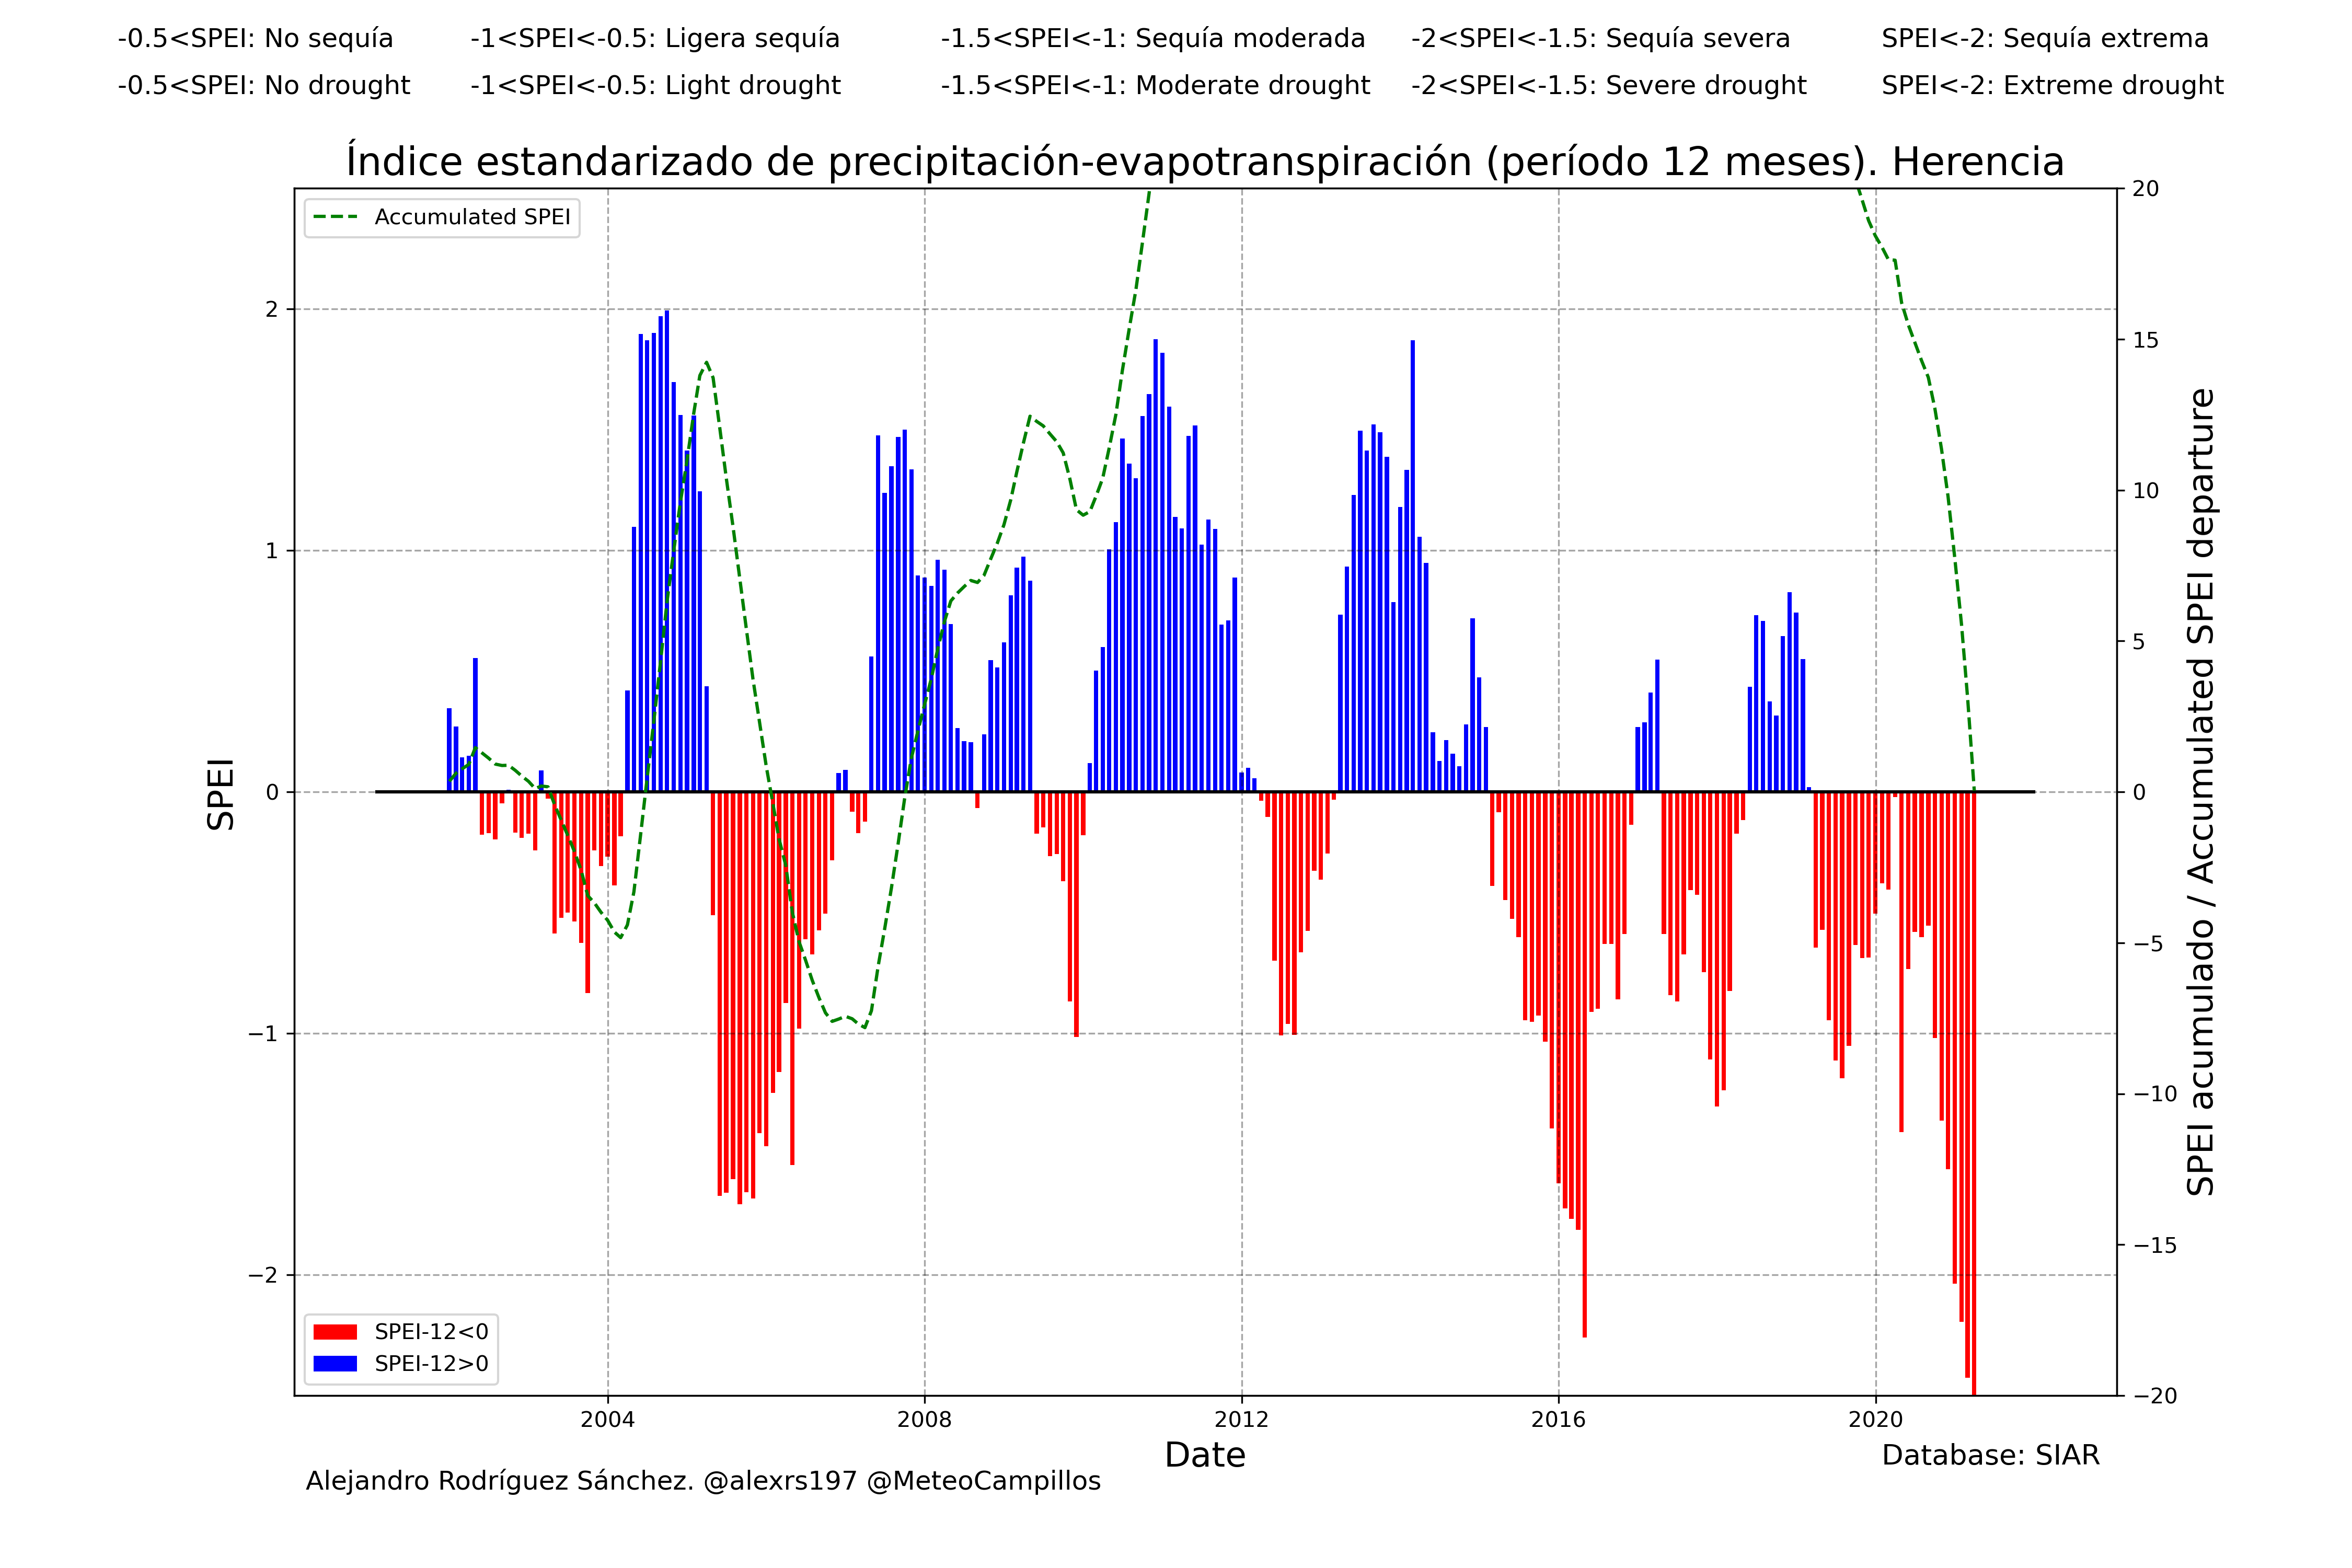 -0.5<SPEI: No sequía -1<SPEI<-0.5: Ligera sequía -1.5<SPEI<-1: Sequía moderada -2<SPEI<-1.5: Sequía severa SPEI<-2: Sequía extrema
-0.5<SPEI: No drought -1<SPEI<-0.5: Light drought -1.5<SPEI<-1: Moderate drought -2<SPEI<-1.5: Severe drought SPEI<-2: Extreme drought
Índice estandarizado de precipitación-evapotranspiración (período 12 meses). Herencia
Accumulated SPEI
2
1
0
−1
−2
SPEI
20
15
10
5
0
−5
−10
−15
−20
SPEI acumulado / Accumulated SPEI departure
SPEI-12<0
SPEI-12>0
2004 2008 2012 2016 2020
Date
Database: SIAR
Alejandro Rodríguez Sánchez. @alexrs197 @MeteoCampillos